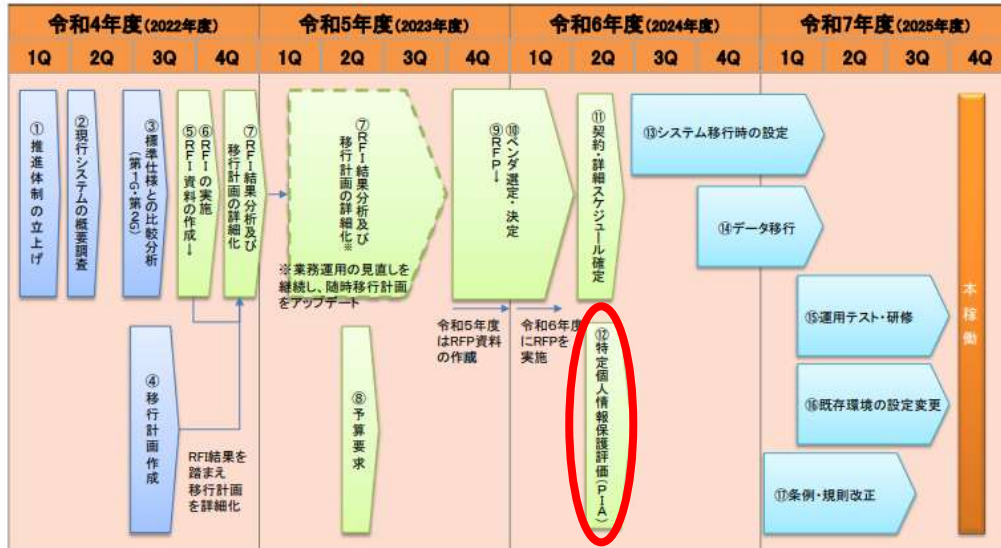 令和4年度(2022年度)
令和5年度(2023年度)
令和6年度(2024年度)
令和7年度(2025年度)
1Q
2Q
3Q
4Q
1Q
2Q
3Q
4Q
1Q
2Q
3Q
4Q
1Q
2Q
3Q
4Q
①推進体制の立上げ
②現行システムの概要調査
③標準仕様との比較分析
(第1G・第2G)
⑥RFIの実施
⑤RFI資料の作成↓
⑦RFI結果分析及び
移行計画の詳細化
⑦RFI結果分析及び
移行計画の詳細化※
※業務運用の見直しを
継続し、随時移行計画
をアップデート
⑩ベンダ選定・決定
⑨RFP↓
⑪契約・詳細スケジュール確定
⑬システム移行時の設定
⑭データ移行
④移行計画作成
RFI結果を
踏まえ
移行計画
を詳細化
⑧予算要求
令和5年度
はRFP資料
の作成
令和6年度
にRFPを
実施
⑫特定個人情報保護評価(PIA)
⑮運用テスト・研修
⑯既存環境の設定変更
⑰条例・規則改正
本稼働